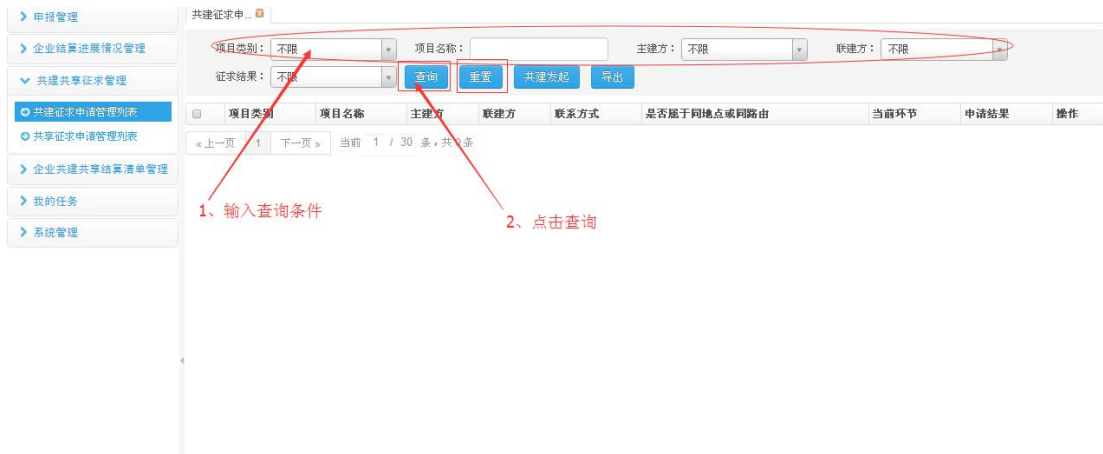 申报管理
企业结算进展情况管理
共建共享征求管理
共建征求申请管理列表
共享征求申请管理列表
企业共建共享结算清单管理
我的任务
系统管理
共建征求申...
项目类别： 不限 项目名称： 主建方： 不限 联建方： 不限
征求结果： 不限 查询 重置 共建发起 导出
项目类别 项目名称 主建方 联建方 联系方式 是否属于同地点或同路由 当前环节 申请结果 操作
«上一页 1 下一页» 当前 1 / 30 条，共0条
1、输入查询条件
2、点击查询